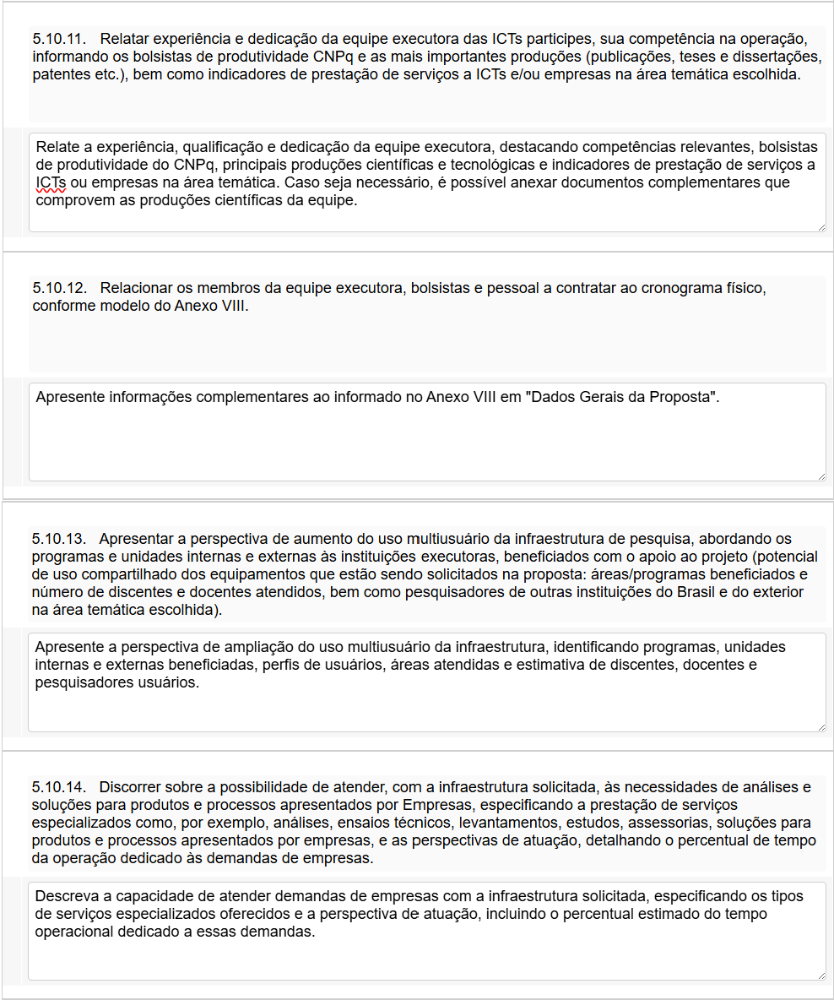 5.10.11. Relatar experiência e dedicação da equipe executora das ICTs participes, sua competência na operação,
informando os bolsistas de produtividade CNPq e as mais importantes produções (publicações, teses e dissertações,
patentes etc.), bem como indicadores de prestação de serviços a ICTs e/ou empresas na área temática escolhida.
Relate a experiência, qualificação e dedicação da equipe executora, destacando competências relevantes, bolsistas
de produtividade do CNPq, principais produções científicas e tecnológicas e indicadores de prestação de serviços a
ICTs ou empresas na área temática. Caso seja necessário, é possível anexar documentos complementares que
comprovem as produções científicas da equipe.
5.10.12. Relacionar os membros da equipe executora, bolsistas e pessoal a contratar ao cronograma físico,
conforme modelo do Anexo VIII.
Apresente informações complementares ao informado no Anexo VIII em "Dados Gerais da Proposta".
5.10.13. Apresentar a perspectiva de aumento do uso multiusuário da infraestrutura de pesquisa, abordando os
programas e unidades internas e externas às instituições executoras, beneficiados com o apoio ao projeto (potencial
de uso compartilhado dos equipamentos que estão sendo solicitados na proposta: áreas/programas beneficiados e
número de discentes e docentes atendidos, bem como pesquisadores de outras instituições do Brasil e do exterior
na área temática escolhida).
Apresente a perspectiva de ampliação do uso multiusuário da infraestrutura, identificando programas, unidades
internas e externas beneficiadas, perfis de usuários, áreas atendidas e estimativa de discentes, docentes e
pesquisadores usuários.
5.10.14. Discorrer sobre a possibilidade de atender, com a infraestrutura solicitada, às necessidades de análises e
soluções para produtos e processos apresentados por Empresas, especificando a prestação de serviços
especializados como, por exemplo, análises, ensaios técnicos, levantamentos, estudos, assessorias, soluções para
produtos e processos apresentados por empresas, e as perspectivas de atuação, detalhando o percentual de tempo
da operação dedicado às demandas de empresas.
Descreva a capacidade de atender demandas de empresas com a infraestrutura solicitada, especificando os tipos
de serviços especializados oferecidos e a perspectiva de atuação, incluindo o percentual estimado do tempo
operacional dedicado a essas demandas.